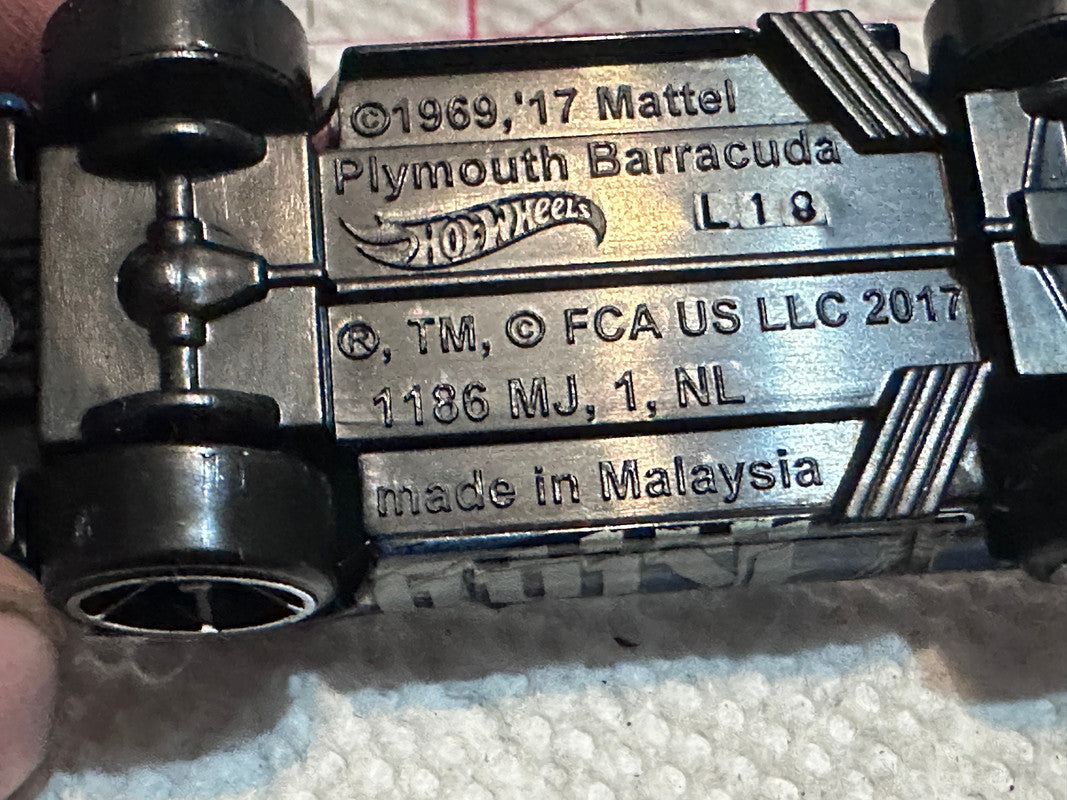 ©1969,'17 Mattel
Plymouth Barracuda
Hot Wheels L18
®, TM, © FCA US LLC 2017
1186 MJ, 1, NL
made in Malaysia